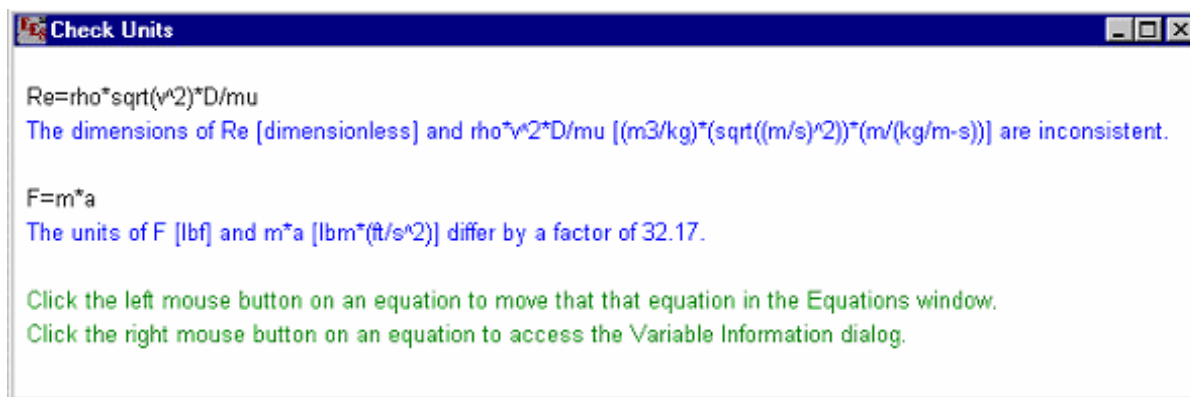 Check Units
Re=rho*sqrt(v^2)*D/mu
The dimensions of Re [dimensionless] and rho*v^2*D/mu [(m3/kg)*(sqrt((m/s)^2))*(m/(kg/m-s))] are inconsistent.
F=m*a
The units of F [lbf] and m*a [lbm*(ft/s^2)] differ by a factor of 32.17.
Click the left mouse button on an equation to move that that equation in the Equations window.
Click the right mouse button on an equation to access the Variable Information dialog.